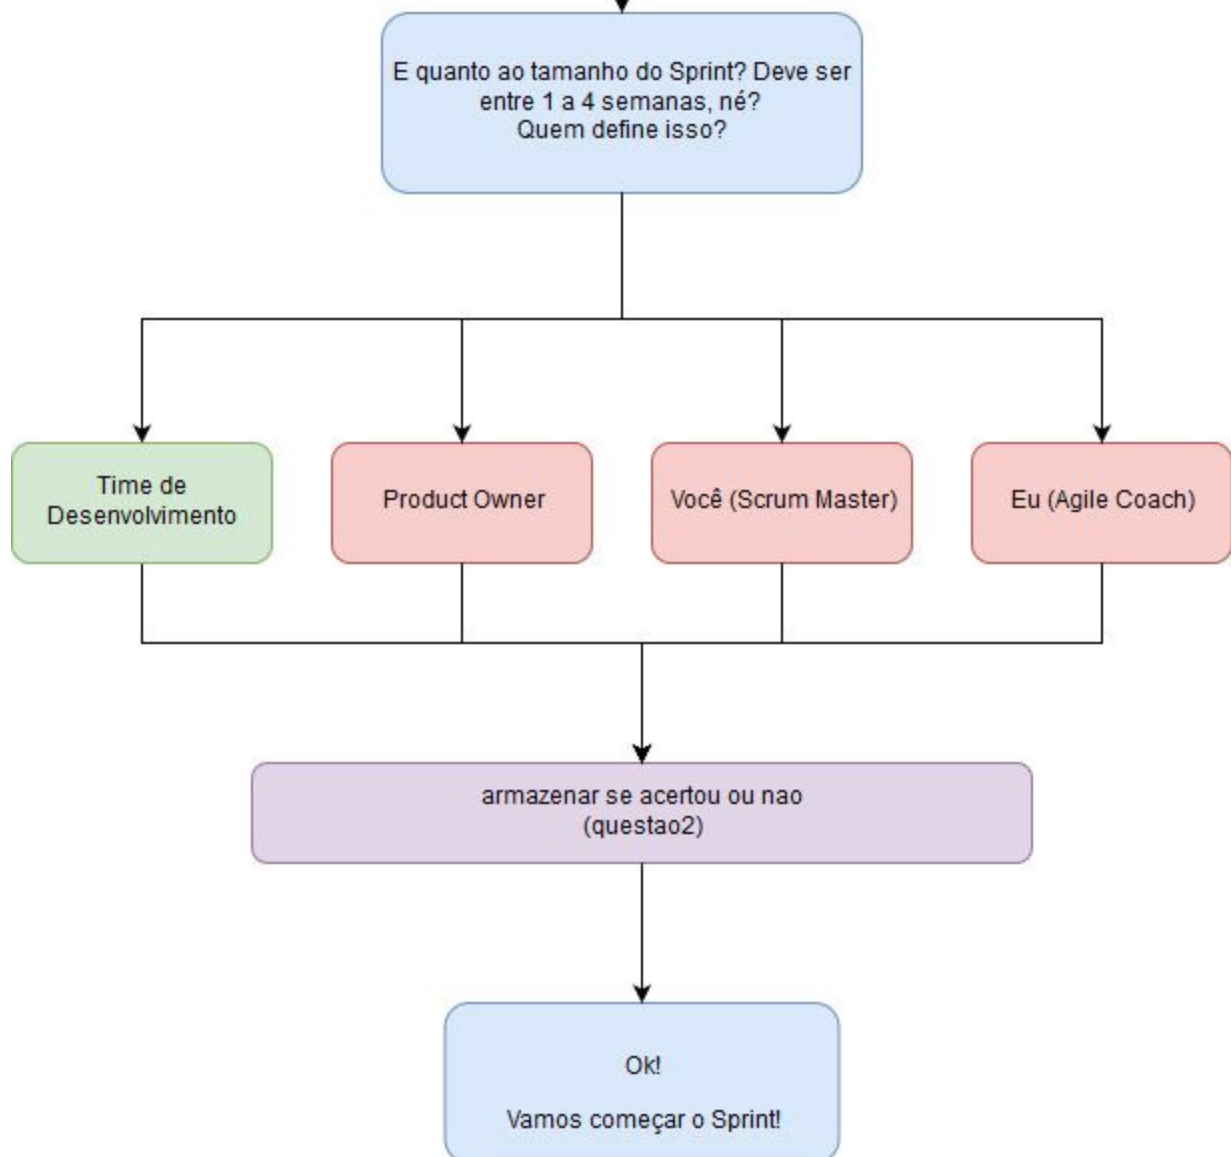 E quanto ao tamanho do Sprint? Deve ser
entre 1 a 4 semanas, né?
Quem define isso?
Time de
Desenvolvimento
Product Owner
Você (Scrum Master)
Eu (Agile Coach)
armazenar se acertou ou nao
(questao2)
Ok!
Vamos começar o Sprint!